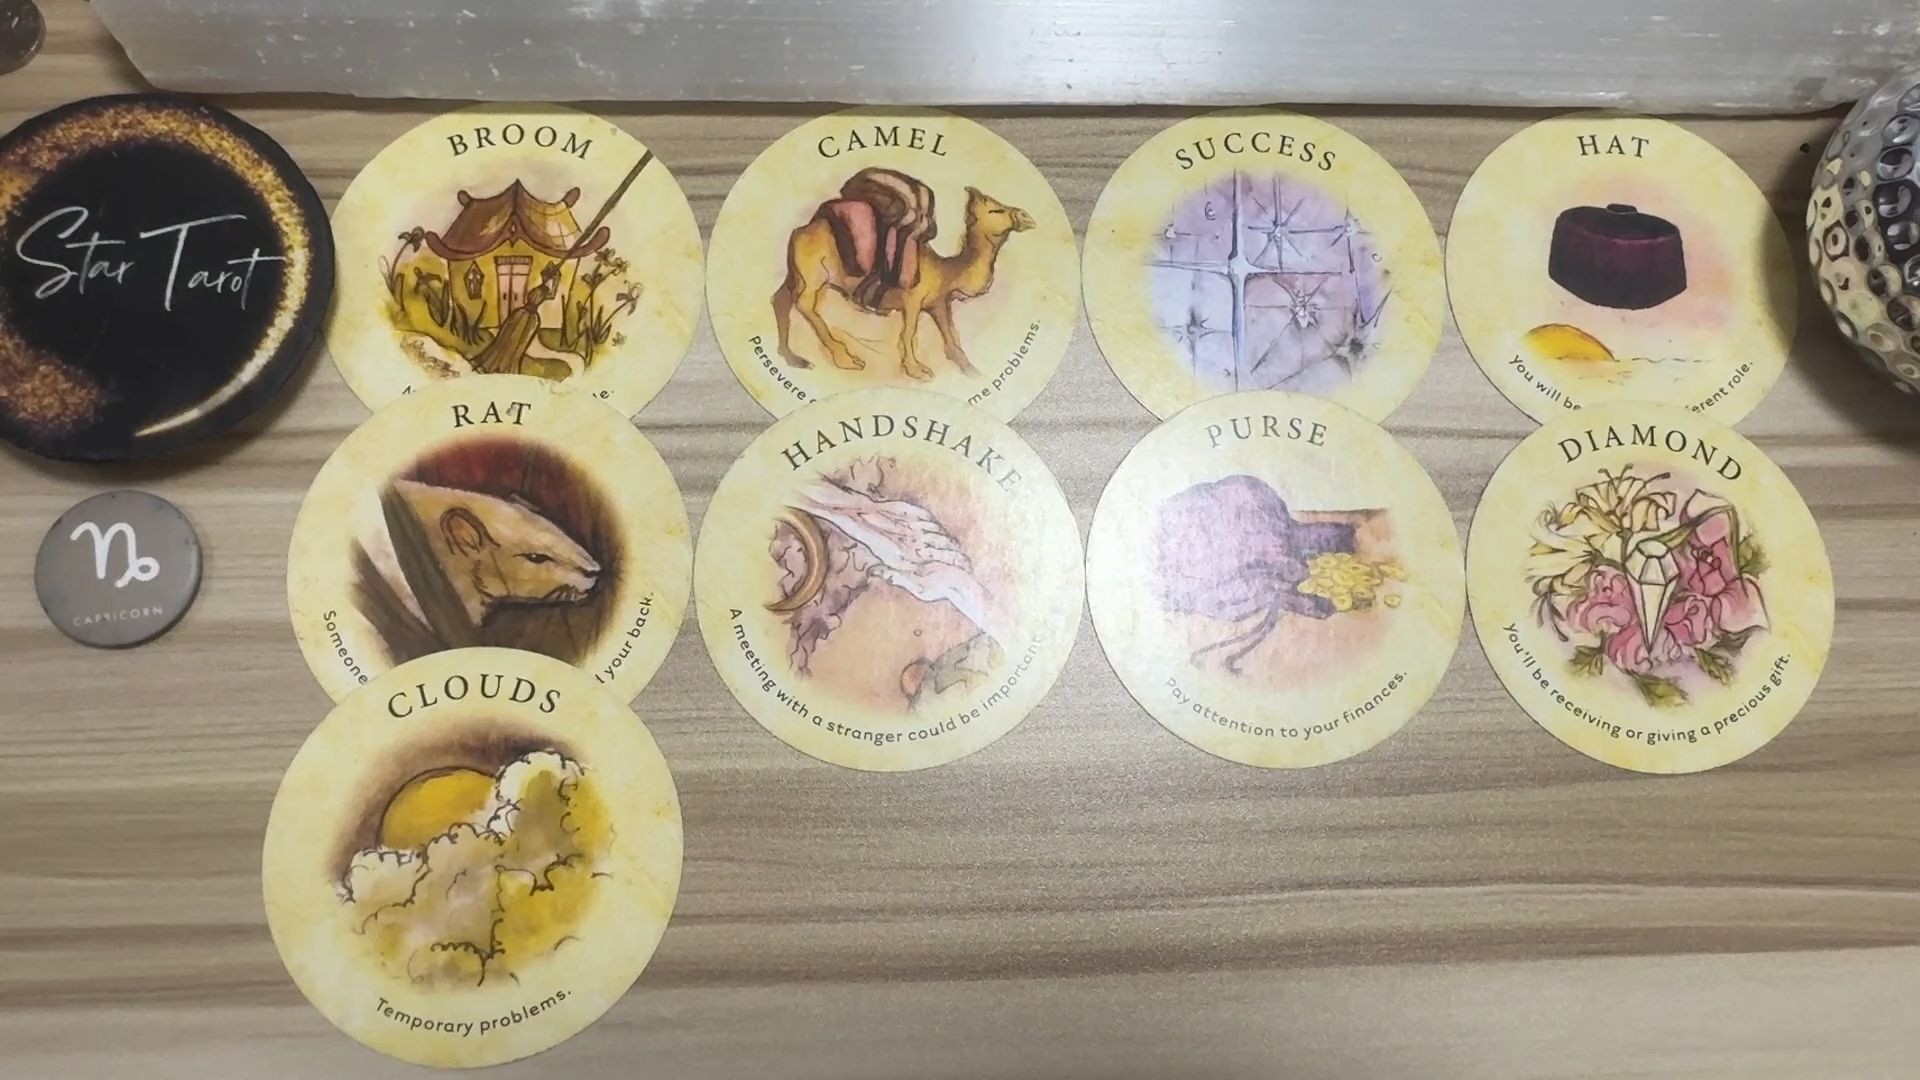 Star Tarot
BROOM
CAMEL
Persevere
me problems.
SUCCESS
HAT
You will be
erent role.
RAT
Someone
your back.
HANDSHAKE
A meeting with a stranger could be important.
PURSE
Pay attention to your finances.
DIAMOND
You'll be receiving or giving a precious gift.
CAPRICORN
CLOUDS
Temporary problems.